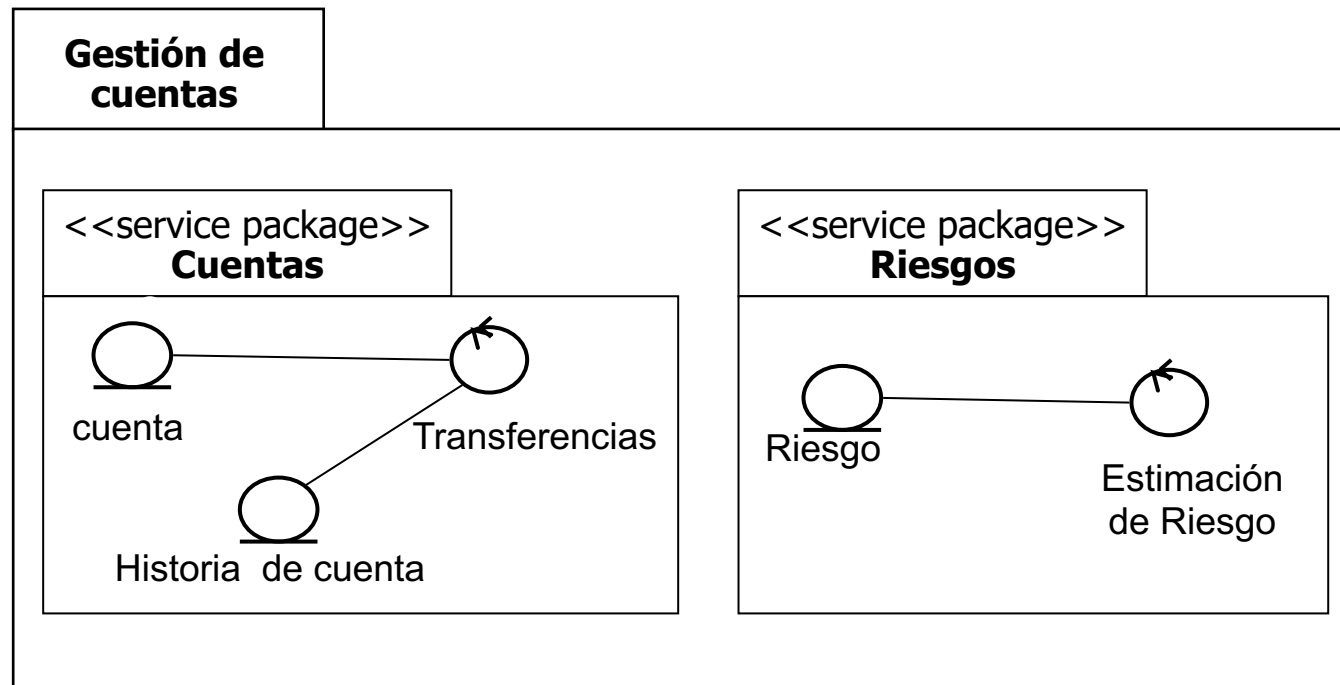 Gestión de
cuentas
<<service package>>
Cuentas
cuenta
Transferencias
Historia de cuenta
<<service package>>
Riesgos
Riesgo
Estimación
de Riesgo